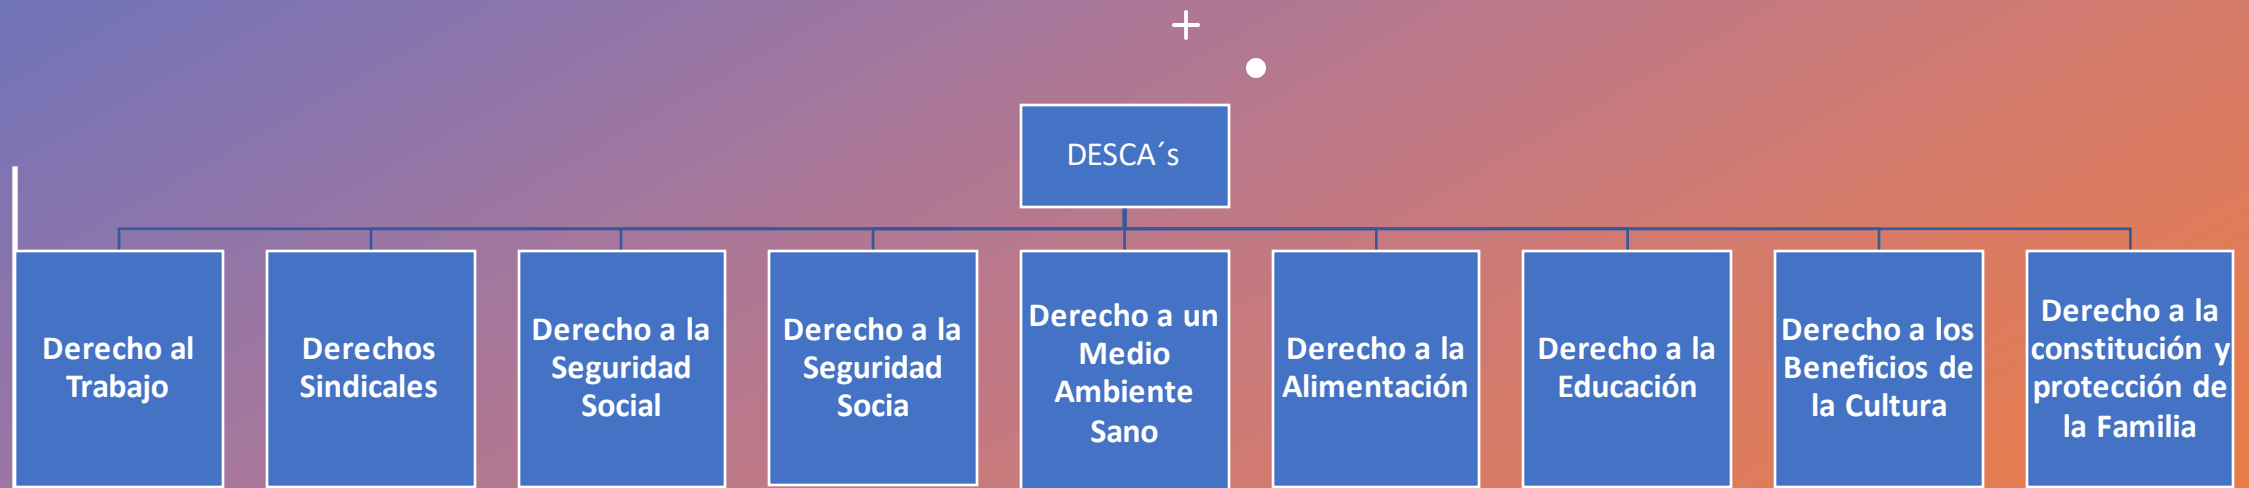 DESCA´s
Derecho al
Trabajo
Derechos
Sindicales
Derecho a la
Seguridad
Social
Derecho a la
Seguridad
Socia
Derecho a un
Medio
Ambiente
Sano
Derecho a la
Alimentación
Derecho a la
Educación
Derecho a los
Beneficios de
la Cultura
Derecho a la
constitución y
protección de
la Familia